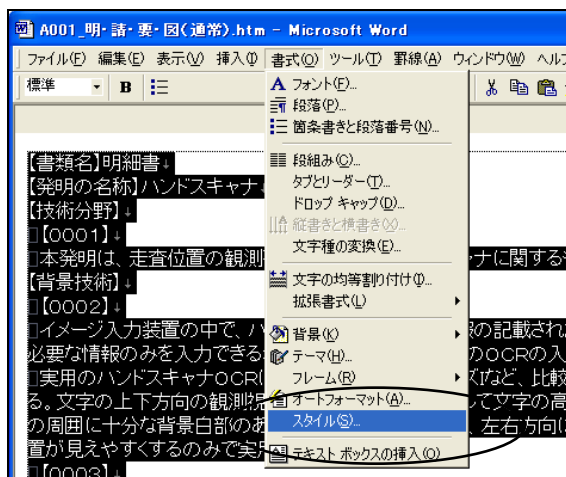 A001_明・請・要・図(通常).htm - Microsoft Word
ファイル(F) 編集(E) 表示(V) 挿入(I) 書式(O) ツール(T) 罫線(A) ウィンドウ(W) ヘル
標準 B
フォント(F)...
段落(P)...
箇条書きと段落番号(N)...
段組み(C)...
タブとリーダー(T)...
ドロップ キャップ(D)...
縦書きと横書き(X)...
文字種の変換(E)...
文字の均等割り付け(I)...
拡張書式(L)
背景(K)
テーマ(H)...
フレーム(R)
オートフォーマット(A)...
スタイル(S)...
テキスト ボックスの挿入(O)
【書類名】明細書↓
【発明の名称】ハンドスキャナ
【技術分野】↓
【0001】↓
本発明は、走査位置の観測 ナに関する
【背景技術】↓
【0002】↓
イメージ入力装置の中で、 の記載され
必要な情報のみを入力できる のOCRの入
実用のハンドスキャナOCR など、比較
る。文字の上下方向の観測 して文字の高
の周囲に十分な背景白部のあ 、左右方向
置が見えやすくするのみで実
【0003】↓